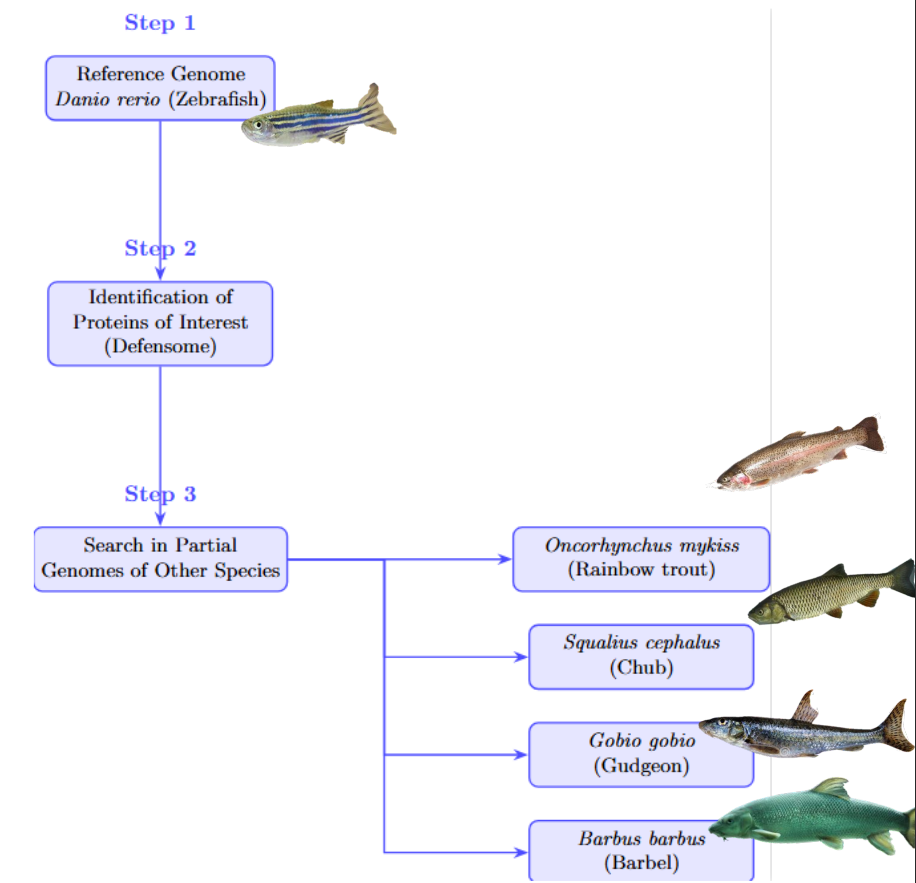 Step 1
Reference Genome
Danio rerio (Zebrafish)
Step 2
Identification of
Proteins of Interest
(Defensome)
Step 3
Search in Partial
Genomes of Other Species
Oncorhynchus mykiss
(Rainbow trout)
Squalius cephalus
(Chub)
Gobio gobio
(Gudgeon)
Barbus barbus
(Barbel)